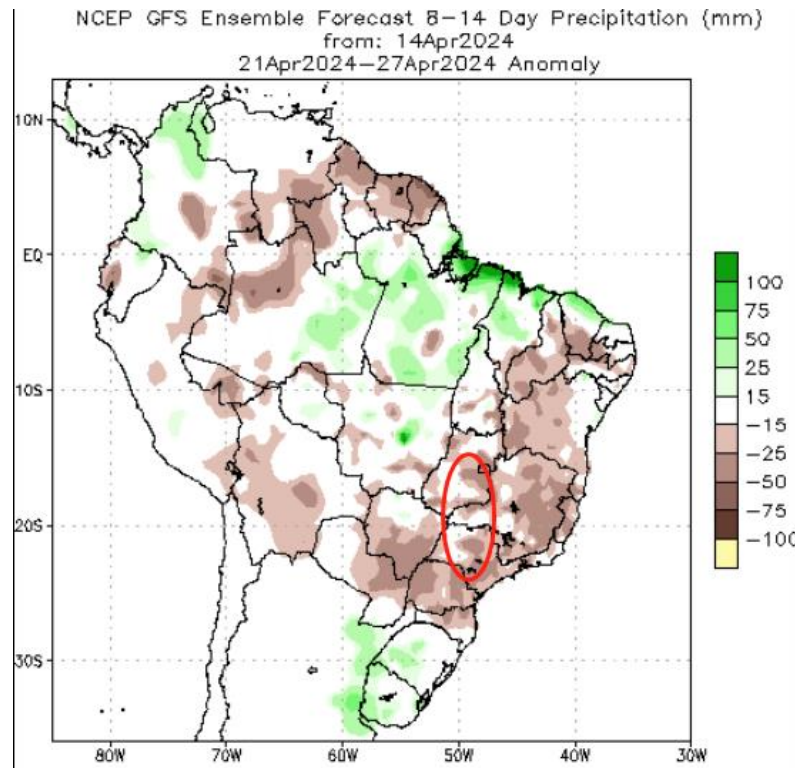 NCEP GFS Ensemble Forecast 8-14 Day Precipitation (mm)
from: 14Apr2024
21Apr2024-27Apr2024 Anomaly
10N
EQ
10S
20S
30S
80W 70W 60W 50W 40W 30W
100
75
50
25
15
-15
-25
-50
-75
-100